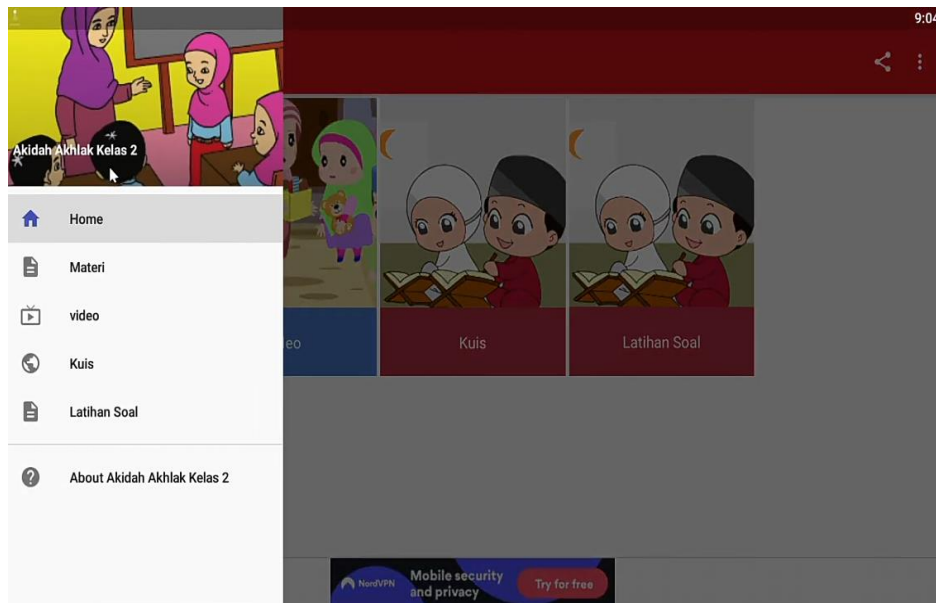 9:04
Akidah Akhlak Kelas 2
Home
Materi
video
Kuis
Latihan Soal
About Akidah Akhlak Kelas 2
eo
Kuis
Latihan Soal
NordVPN
Mobile security
and privacy
Try for free